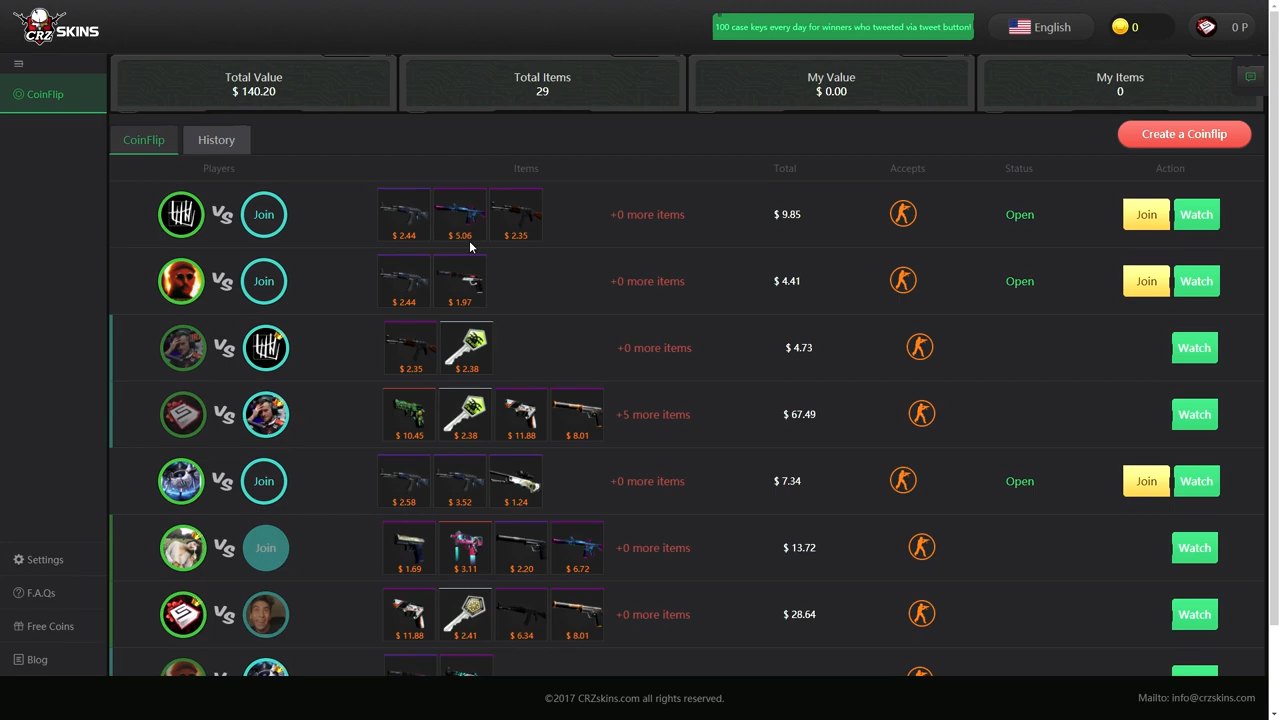 CRZ SKINS
100 case keys every day for winners who tweeted via tweet button!
English
0
0 P
CoinFlip
Total Value
$ 140.20
Total Items
29
My Value
$ 0.00
My Items
0
CoinFlip
History
Create a Coinflip
Players
Items
Total
Accepts
Status
Action
VS
Join
$ 2.44
$ 5.06
$ 2.35
+0 more items
$ 9.85
Open
Join
Watch
VS
Join
$ 2.44
$ 1.97
+0 more items
$ 4.41
Open
Join
Watch
VS
$ 2.35
$ 2.38
+0 more items
$ 4.73
Watch
VS
$ 10.45
$ 2.38
$ 11.88
$ 8.01
+5 more items
$ 67.49
Watch
VS
Join
$ 2.58
$ 3.52
$ 1.24
+0 more items
$ 7.34
Open
Join
Watch
VS
Join
$ 1.69
$ 3.11
$ 2.20
$ 6.72
+0 more items
$ 13.72
Watch
VS
$ 11.88
$ 2.41
$ 6.34
$ 8.01
+0 more items
$ 28.64
Watch
Settings
F.A.Qs
Free Coins
Blog
©2017 CRZskins.com all rights reserved.
Mailto: info@crzskins.com